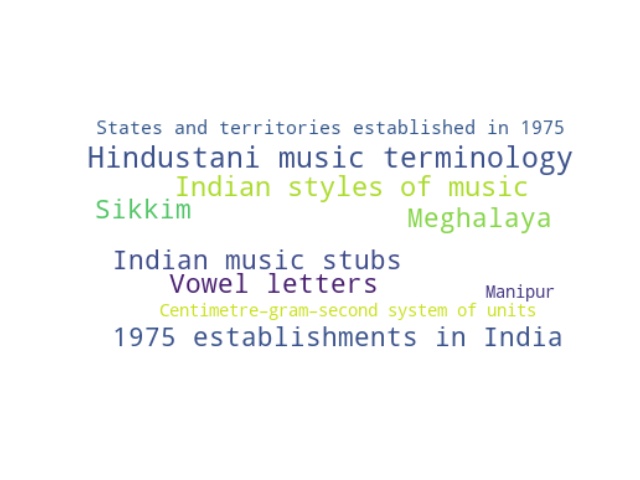 States and territories established in 1975
Hindustani music terminology
Indian styles of music
Sikkim
Meghalaya
Indian music stubs
Vowel letters
Manipur
Centimetre–gram–second system of units
1975 establishments in India